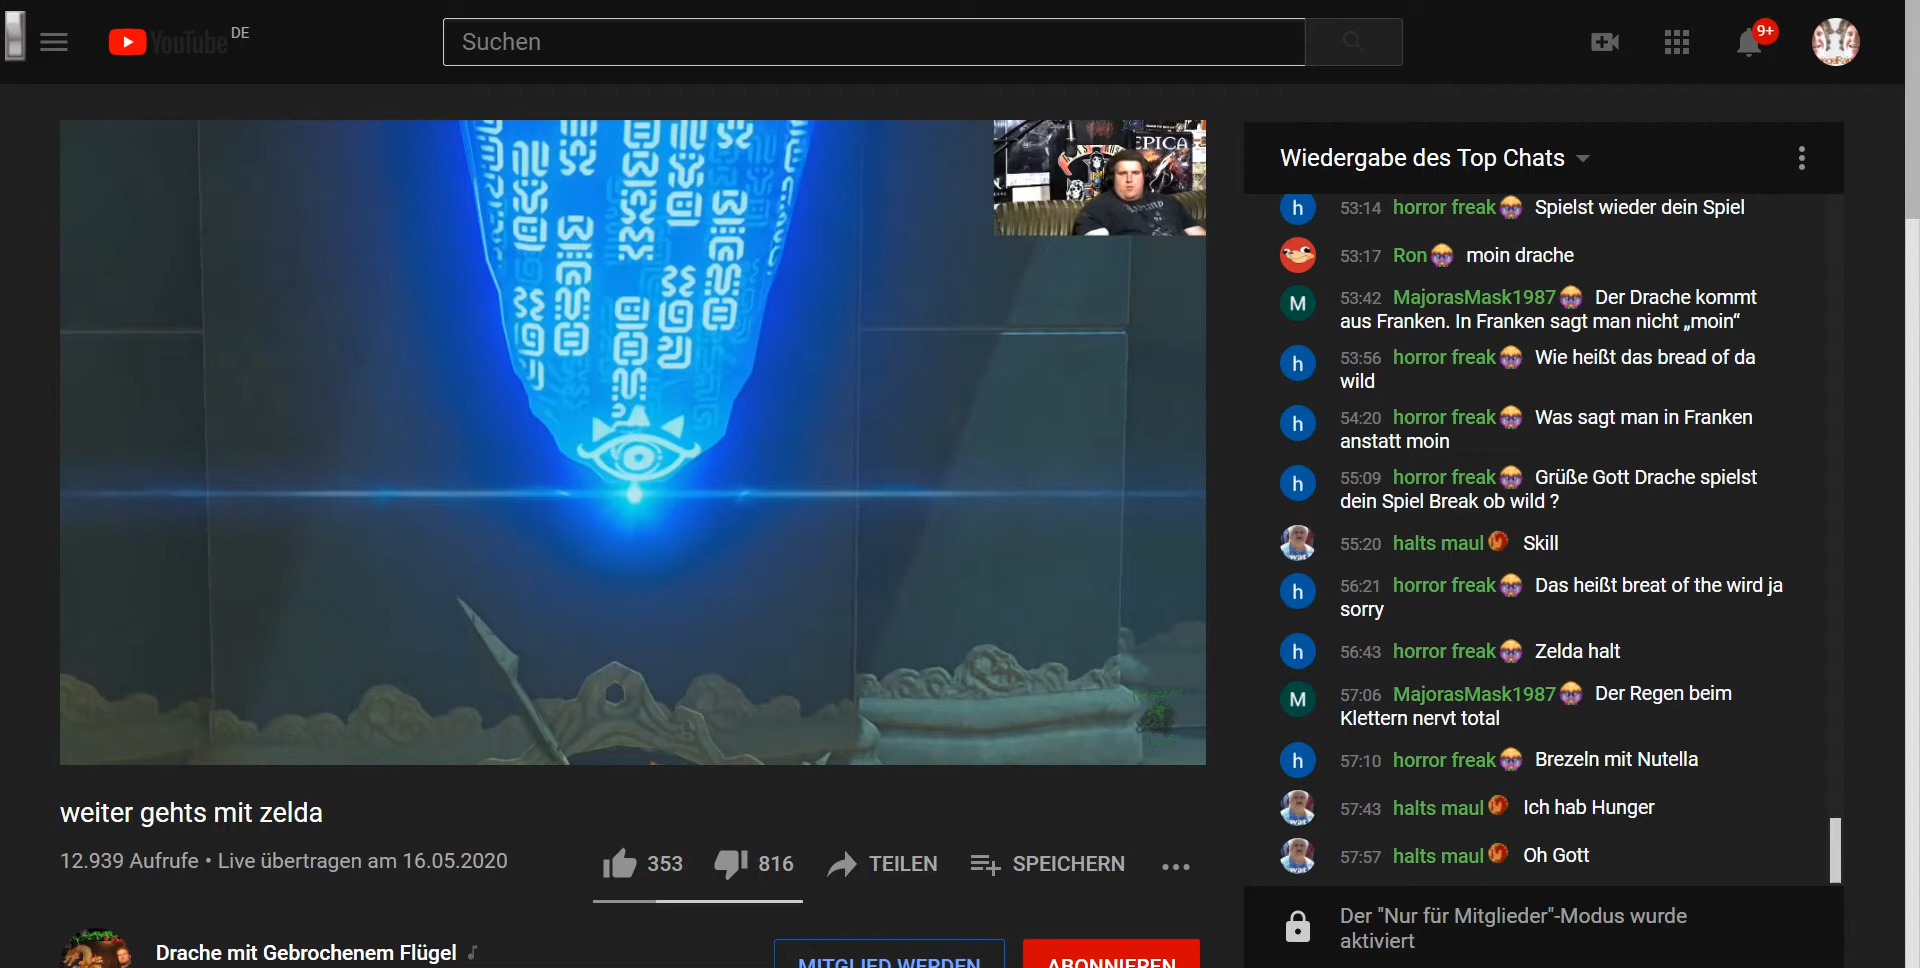 YouTube DE
Suchen
9+
EPICA
Wiedergabe des Top Chats
h 53:14 horror freak Spielst wieder dein Spiel
53:17 Ron moin drache
M 53:42 MajorasMask1987 Der Drache kommt
aus Franken. In Franken sagt man nicht „moin“
h 53:56 horror freak Wie heißt das bread of da
wild
h 54:20 horror freak Was sagt man in Franken
anstatt moin
h 55:09 horror freak Grüße Gott Drache spielst
dein Spiel Break ob wild ?
wat 55:20 halts maul Skill
h 56:21 horror freak Das heißt breat of the wird ja
sorry
h 56:43 horror freak Zelda halt
M 57:06 MajorasMask1987 Der Regen beim
Klettern nervt total
h 57:10 horror freak Brezeln mit Nutella
wat 57:43 halts maul Ich hab Hunger
wat 57:57 halts maul Oh Gott
Der "Nur für Mitglieder"-Modus wurde
aktiviert
weiter gehts mit zelda
12.939 Aufrufe • Live übertragen am 16.05.2020
353 816 TEILEN SPEICHERN
Drache mit Gebrochenem Flügel
MITGLIED WERDEN ABONNIEREN